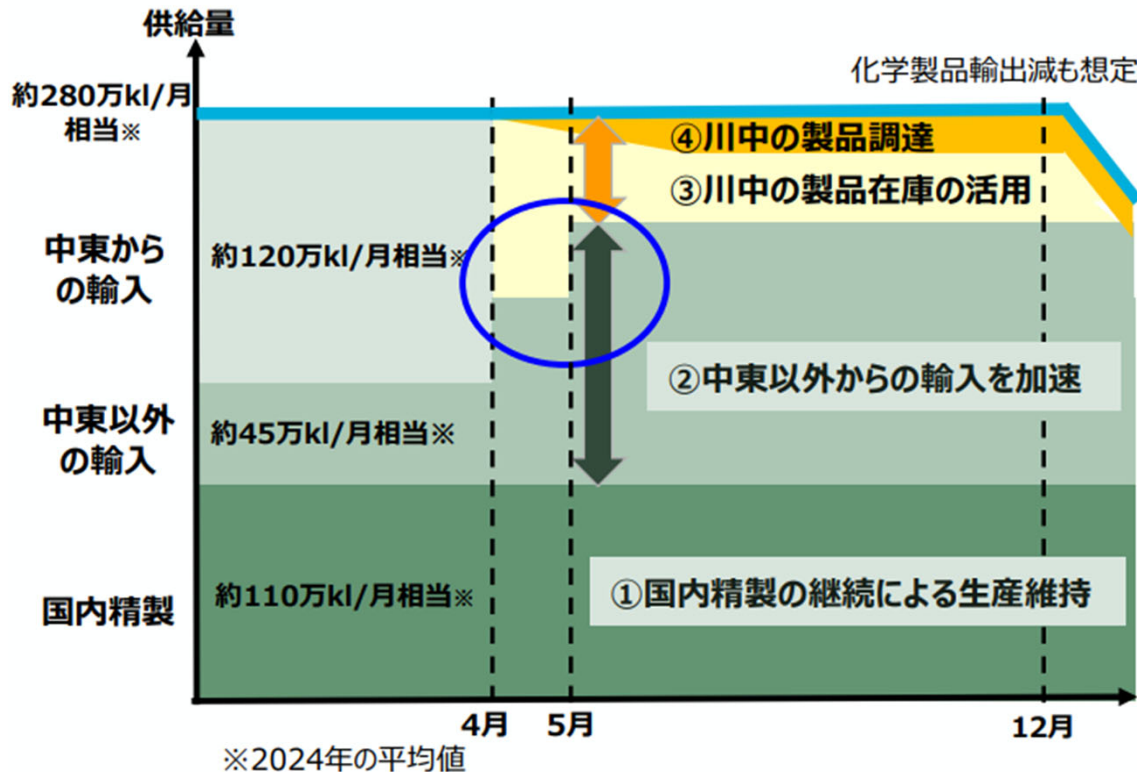 供給量
化学製品輸出減も想定
約280万kl/月
相当※
④川中の製品調達
③川中の製品在庫の活用
中東から
の輸入
約120万kl/月相当※
②中東以外からの輸入を加速
中東以外
の輸入
約45万kl/月相当※
国内精製
約110万kl/月相当※
①国内精製の継続による生産維持
4月
5月
12月
※2024年の平均値